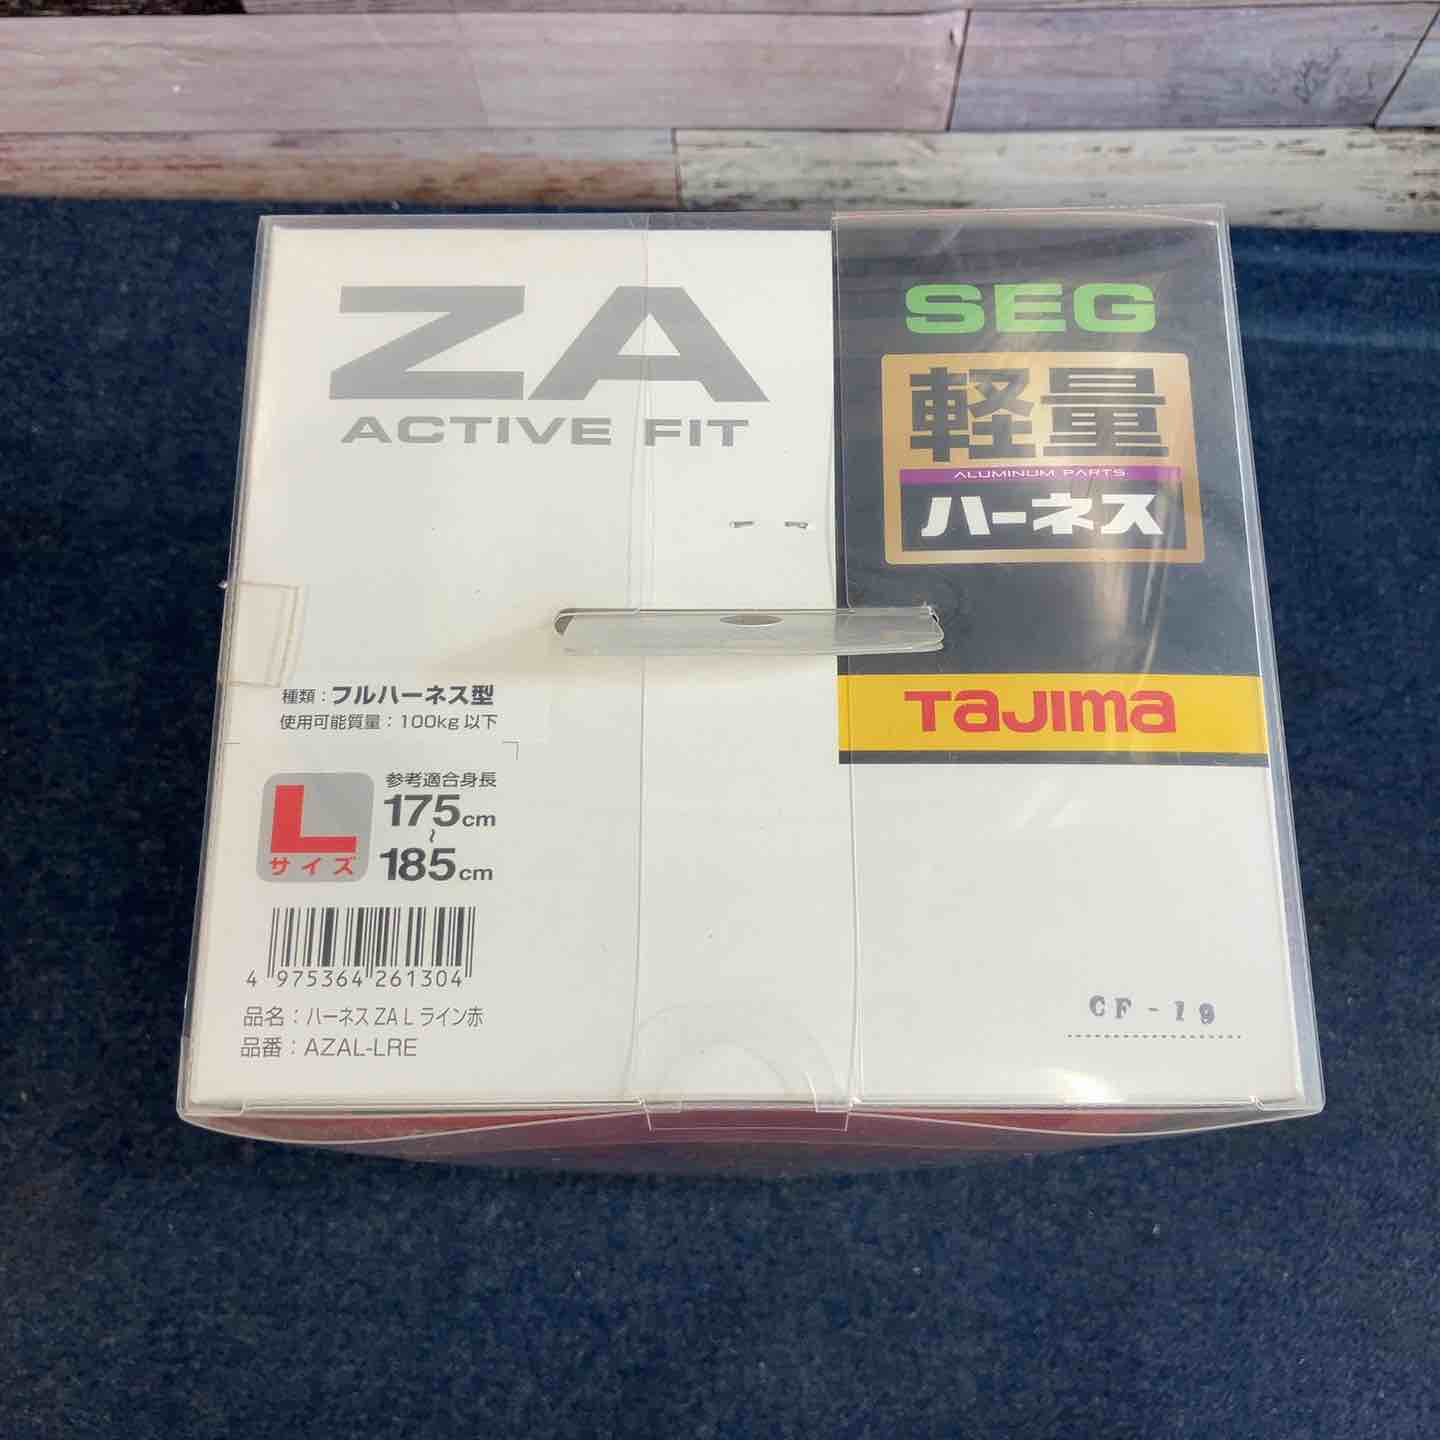 ZA
ACTIVE FIT
SEG
軽量
ALUMINUM PARTS
ハーネス
Tajima
種類：フルハーネス型
使用可能質量：100kg 以下
L
サイズ
参考適合身長
175cm
~
185cm
4 975364 261304
品名：ハーネス ZA L ライン赤
品番：AZAL-LRE
CF-19